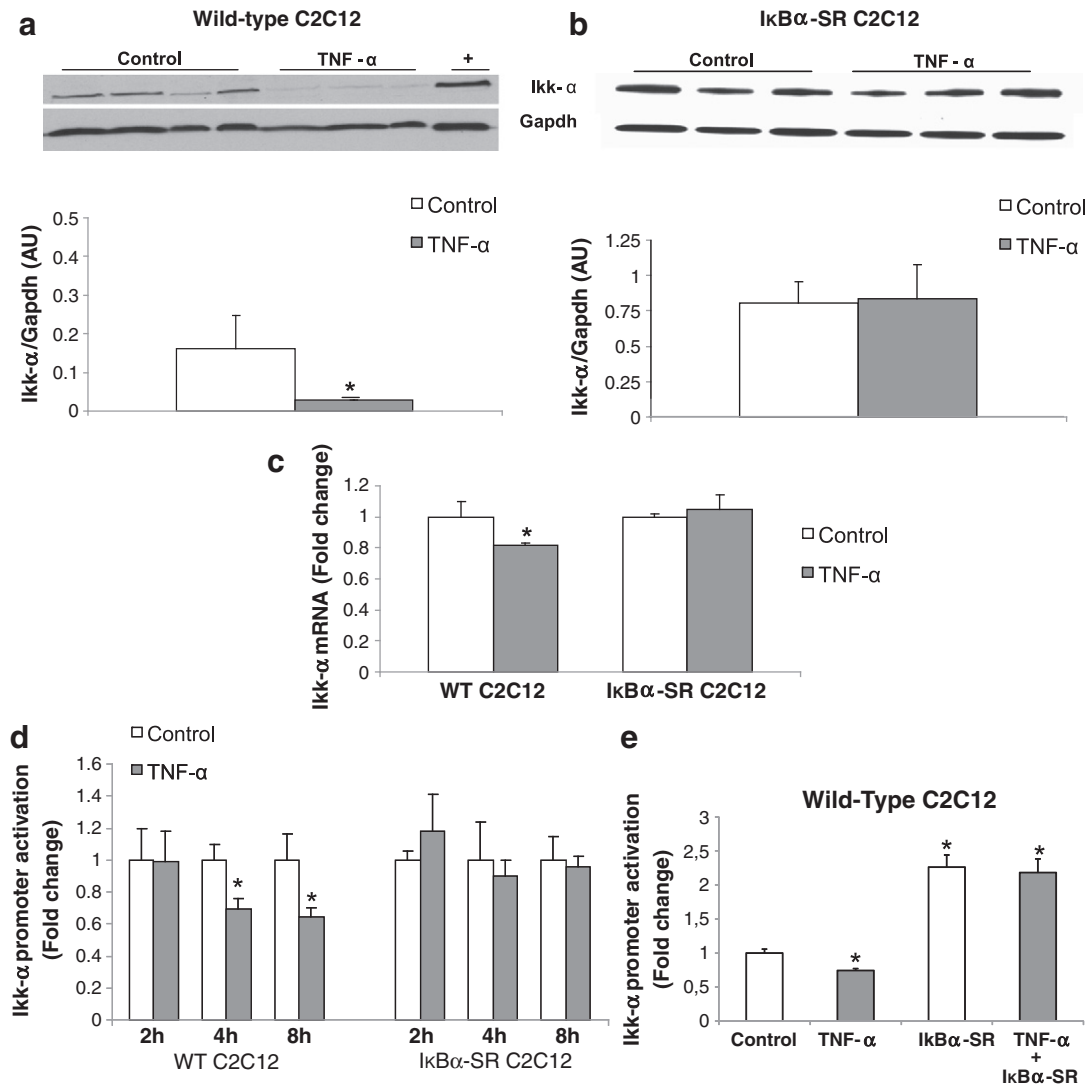 a
Wild-type C2C12
Control
TNF - α
+
Ikk- α
Gapdh
b
IκBα-SR C2C12
Control
TNF - α
Control
TNF-α
Ikk-α/Gapdh (AU)
0.5
0.4
0.3
0.2
0.1
0
*
Control
TNF-α
Ikk-α/Gapdh (AU)
1.25
1
0.75
0.5
0.25
0
c
Ikk-α mRNA (Fold change)
1.2
1
0.8
0.6
0.4
0.2
0
*
WT C2C12
IκBα-SR C2C12
Control
TNF-α
d
Control
TNF-α
Ikk-α promoter activation
(Fold change)
1.6
1.4
1.2
1
0.8
0.6
0.4
0.2
0
*
*
2h
4h
8h
2h
4h
8h
WT C2C12
IκBα-SR C2C12
e
Wild-Type C2C12
Ikk-α promoter activation
(Fold change)
3
2,5
2
1,5
1
0,5
0
*
*
*
Control
TNF- α
IkBα-SR
TNF-α
+
IκBα-SR